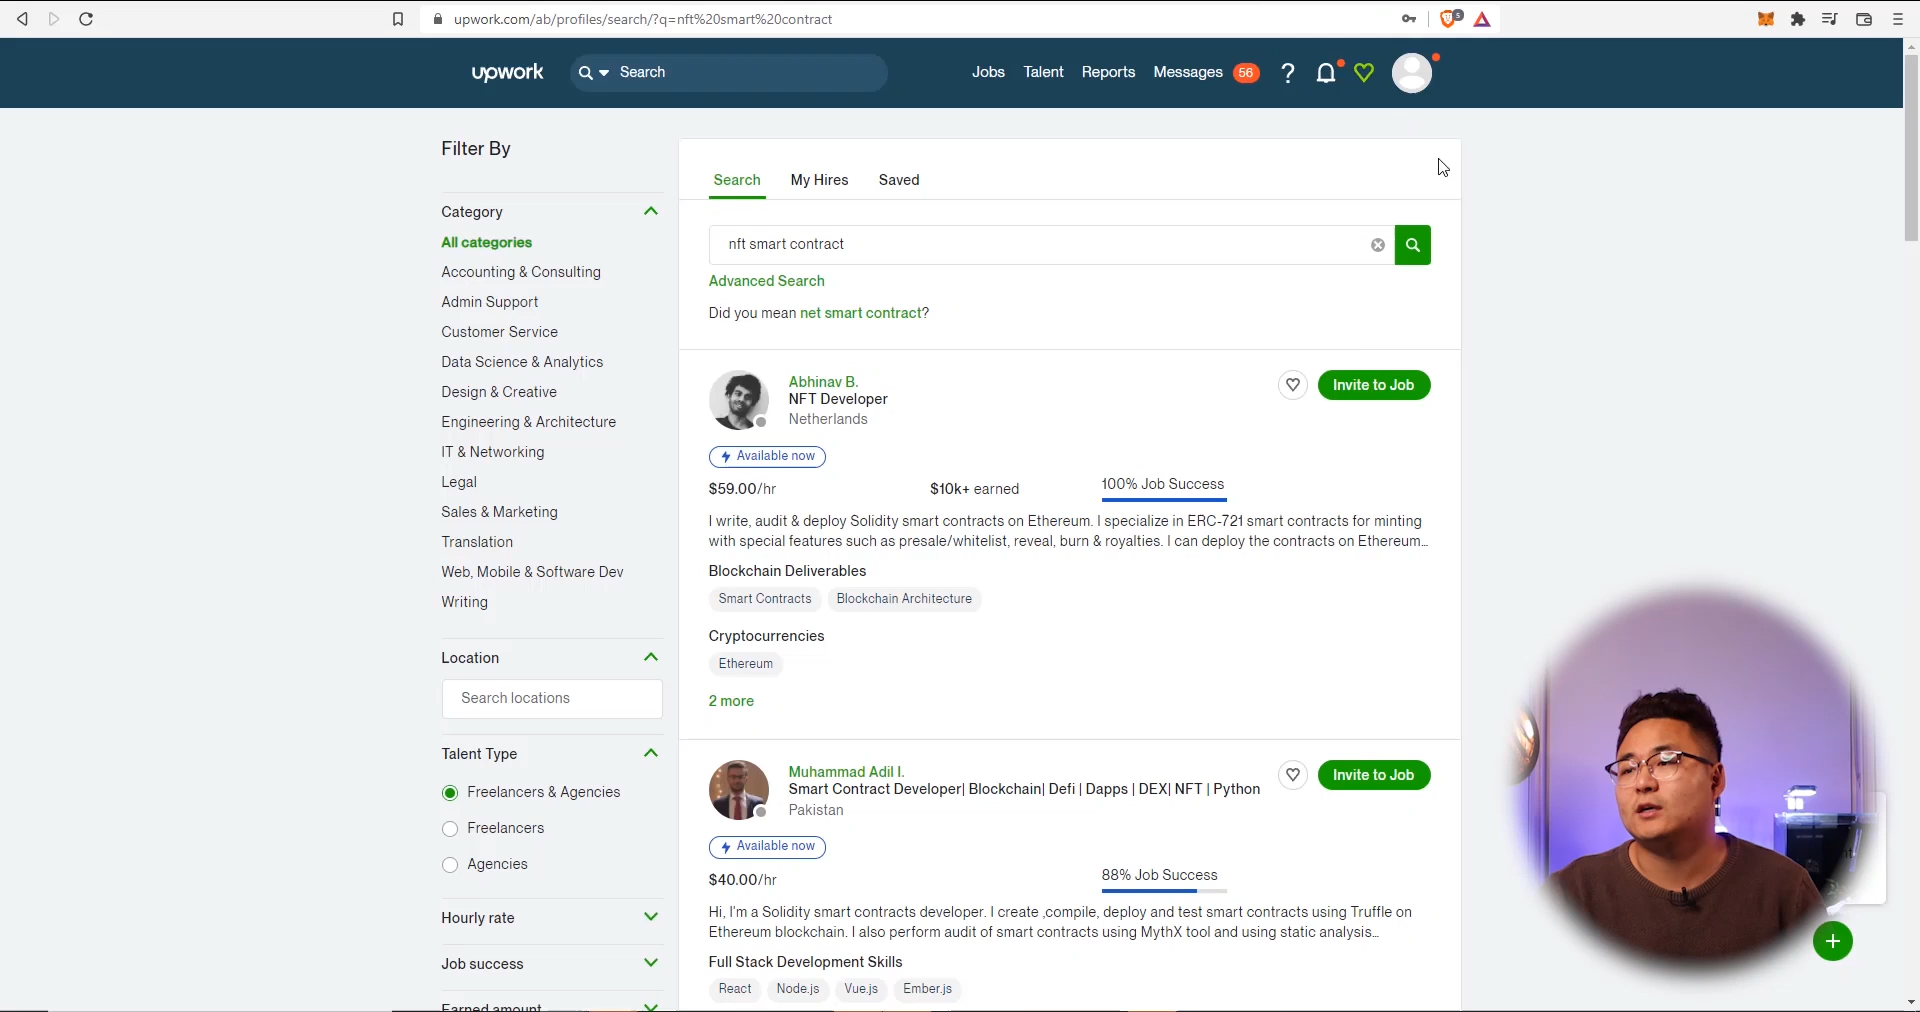 upwork.com/ab/profiles/search/?q=nft%20smart%20contract
5
upwork
Search
Jobs
Talent
Reports
Messages
56
?
Filter By
Category
All categories
Accounting & Consulting
Admin Support
Customer Service
Data Science & Analytics
Design & Creative
Engineering & Architecture
IT & Networking
Legal
Sales & Marketing
Translation
Web, Mobile & Software Dev
Writing
Location
Search locations
Talent Type
Freelancers & Agencies
Freelancers
Agencies
Hourly rate
Job success
Earned amount
Search
My Hires
Saved
nft smart contract
Advanced Search
Did you mean net smart contract?
Abhinav B.
NFT Developer
Netherlands
Invite to Job
Available now
$59.00/hr
$10k+ earned
100% Job Success
I write, audit & deploy Solidity smart contracts on Ethereum. I specialize in ERC-721 smart contracts for minting
with special features such as presale/whitelist, reveal, burn & royalties. I can deploy the contracts on Ethereum...
Blockchain Deliverables
Smart Contracts
Blockchain Architecture
Cryptocurrencies
Ethereum
2 more
Muhammad Adil I.
Smart Contract Developer| Blockchain| Defi | Dapps | DEX| NFT | Python
Pakistan
Invite to Job
Available now
$40.00/hr
88% Job Success
Hi, I'm a Solidity smart contracts developer. I create ,compile, deploy and test smart contracts using Truffle on
Ethereum blockchain. I also perform audit of smart contracts using MythX tool and using static analysis...
Full Stack Development Skills
React
Node.js
Vue.js
Ember.js